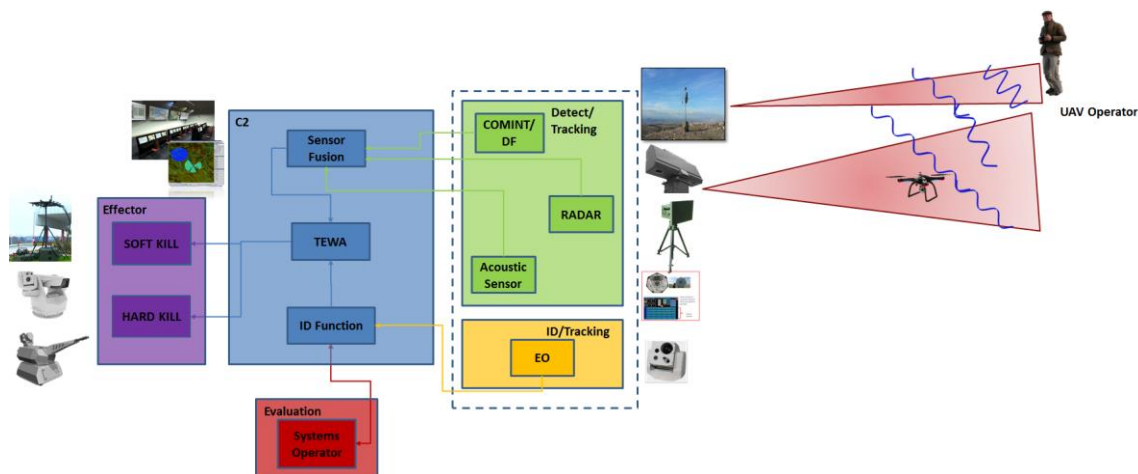 UAV Operator
Detect/
Tracking
COMINT/
DF
RADAR
Acoustic
Sensor
ID/Tracking
EO
C2
Sensor
Fusion
TEWA
ID Function
Effector
SOFT KILL
HARD KILL
Evaluation
Systems
Operator